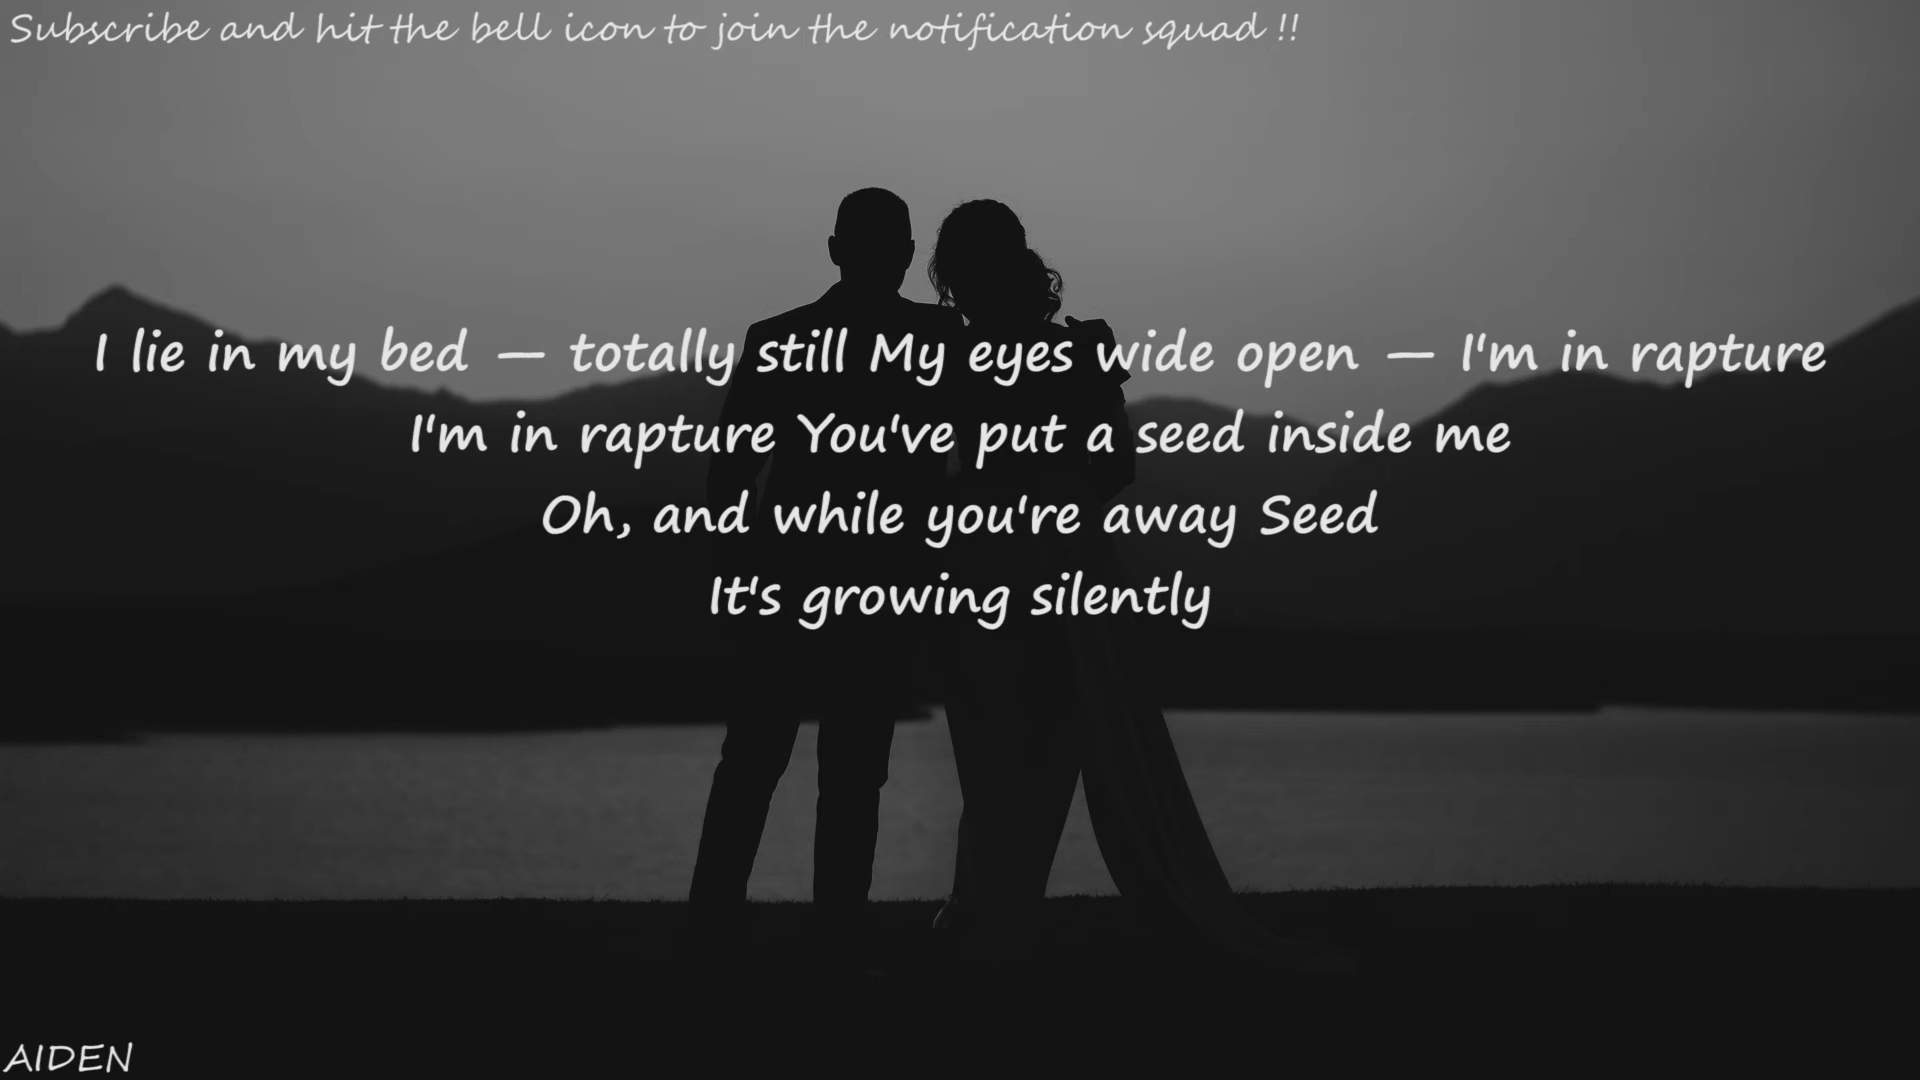 Subscribe and hit the bell icon to join the notification squad !!
I lie in my bed — totally still My eyes wide open — I'm in rapture
I'm in rapture You've put a seed inside me
Oh, and while you're away Seed
It's growing silently
AIDEN